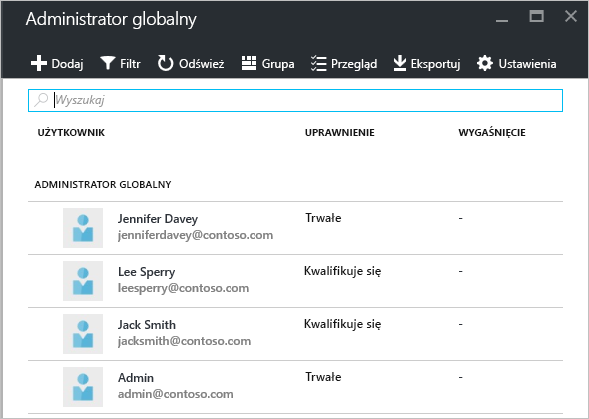 Administrator globalny
Dodaj Filtr Odśwież Grupa Przegląd Eksportuj Ustawienia
Wyszukaj
UŻYTKOWNIK UPRAWNIENIE WYGAŚNIĘCIE
ADMINISTRATOR GLOBALNY
Jennifer Davey Trwałe -
jenniferdavey@contoso.com
Lee Sperry Kwalifikuje się -
leesperry@contoso.com
Jack Smith Kwalifikuje się -
jacksmith@contoso.com
Admin Trwałe -
admin@contoso.com